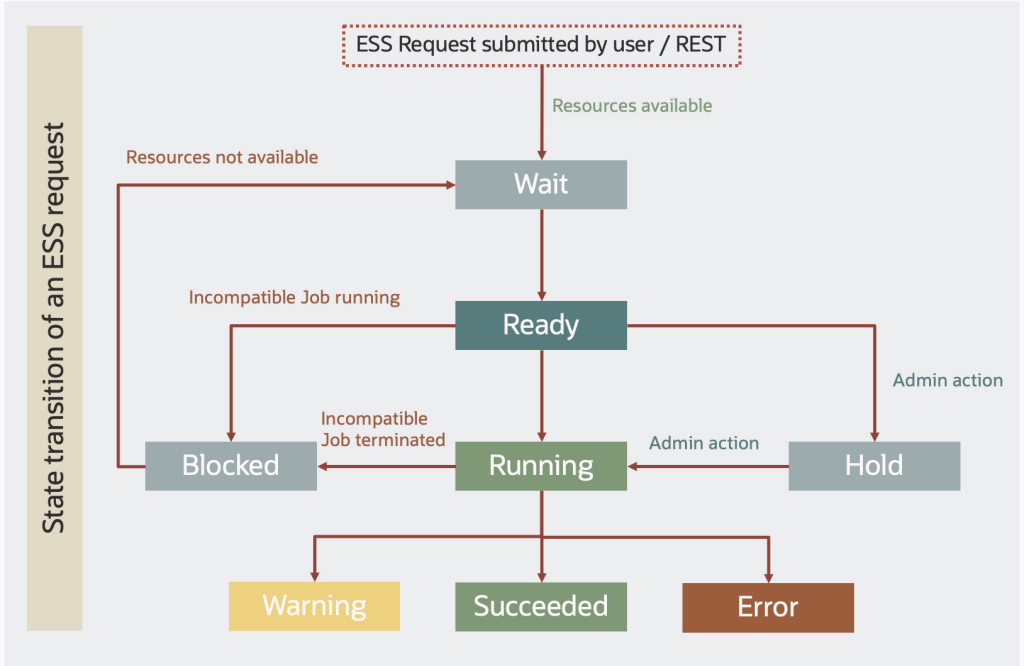 State transition of an ESS request
ESS Request submitted by user / REST
Resources available
Resources not available
Wait
Incompatible Job running
Ready
Admin action
Incompatible
Job terminated
Admin action
Blocked
Running
Hold
Warning
Succeeded
Error